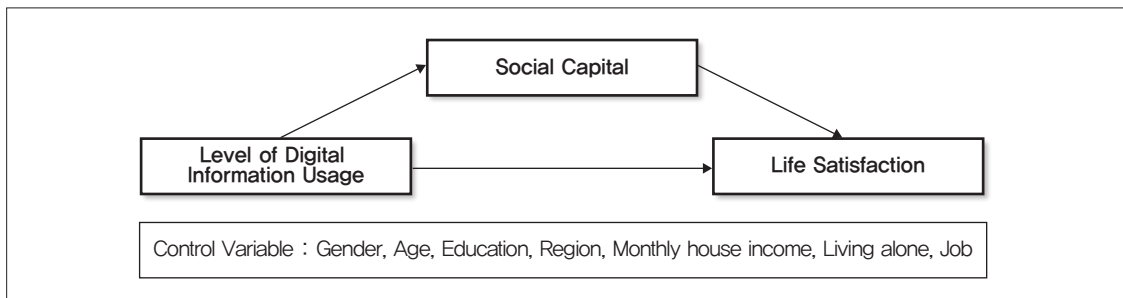 Social Capital
Level of Digital
Information Usage
Life Satisfaction
Control Variable : Gender, Age, Education, Region, Monthly house income, Living alone, Job